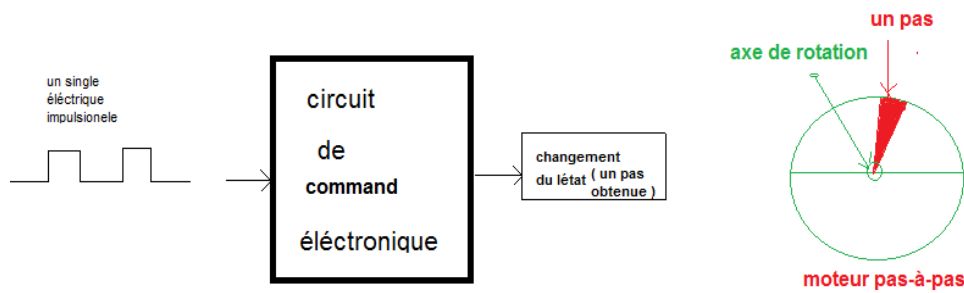 un single
éléctrique
impulsionele
circuit
de
command
éléctronique
changement
du létat ( un pas
obtenue )
un pas
axe de rotation
moteur pas-à-pas